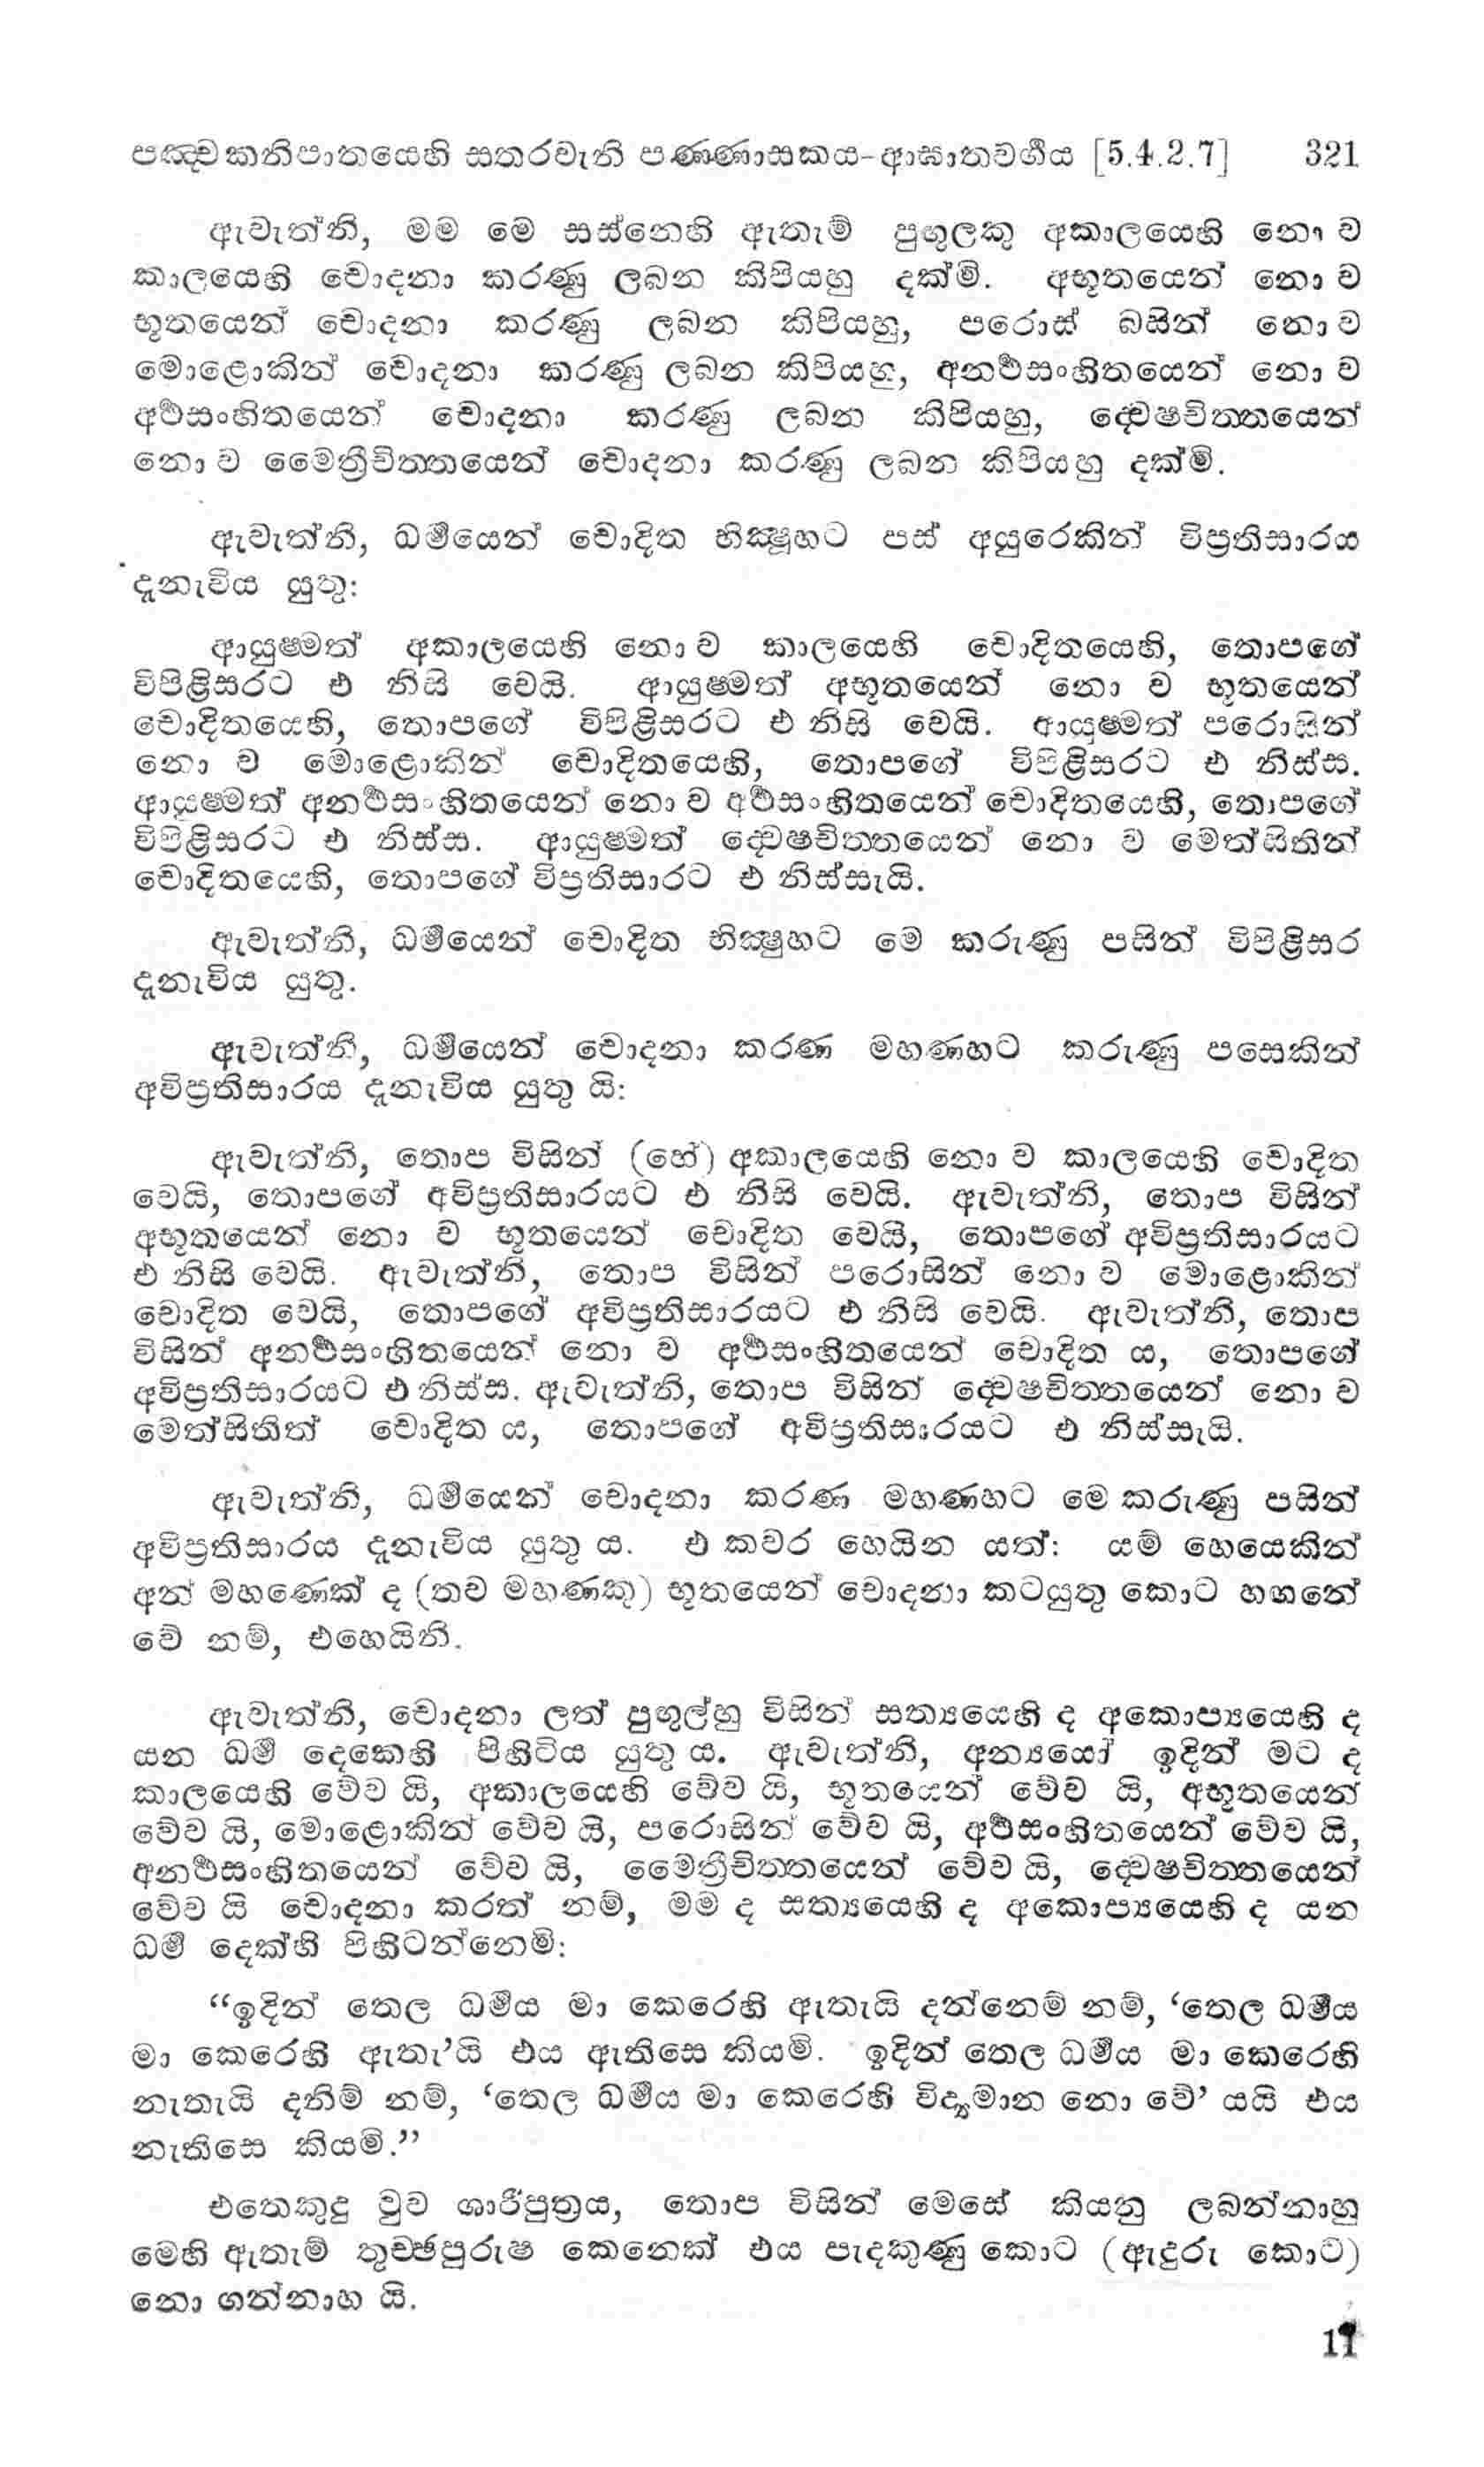 පඤ්චකනිපාතයෙහි සතරවැනි පණ්ණාසකය-ආඝාතවර්‍ගය [5.4.2.7] 321
ඇවැත්නි, මම මෙ සස්නෙහි ඇතැම් පුඟුලකු අකාලයෙහි නො ව
කාලයෙහි චොදනා කරණු ලබන කිපියහු දක්මි. අභූතයෙන් නො ව
භූතයෙන් චොදනා කරණු ලබන කිපියහු, පරොස් බසින් නො ව
මොළොකින් චොදනා කරණු ලබන කිපියහු, අනර්‍ත්‍ථසංහිතයෙන් නො ව
අර්‍ත්‍ථසංහිතයෙන් චොදනා කරණු ලබන කිපියහු, ද්වෙෂචිත්තයෙන්
නො ව මෛත්‍රීචිත්තයෙන් චොදනා කරණු ලබන කිපියහු දක්මි.
ඇවැත්නි, ධර්‍මයෙන් චොදිත භික්‍ෂූහට පස් අයුරෙකින් විප්‍රතිසාරය
දැනැවිය යුතු:
ආයුෂ්මත් අකාලයෙහි නො ව කාලයෙහි චොදිතයෙහි, තොපගේ
විපිළිසරට එ නිසි වෙයි. ආයුෂ්මත් අභූතයෙන් නො ව භූතයෙන්
චොදිතයෙහි, තොපගේ විපිළිසරට එ නිසි වෙයි. ආයුෂ්මත් පරොසින්
නො ව මොළොකින් චොදිතයෙහි, තොපගේ විපිළිසරට එ නිස්ස.
ආයුෂ්මත් අනර්‍ත්‍ථසංහිතයෙන් නො ව අර්‍ත්‍ථසංහිතයෙන් චොදිතයෙහි, තොපගේ
විපිළිසරට එ නිස්ස. ආයුෂ්මත් ද්වෙෂචිත්තයෙන් නො ව මෙත්සිතින්
චොදිතයෙහි, තොපගේ විප්‍රතිසාරට එ නිස්සැයි.
ඇවැත්නි, ධර්‍මයෙන් චොදිත භික්‍ෂුහට මෙ කරුණු පසින් විපිළිසර
දැනැවිය යුතු.
ඇවැත්නි, ධර්‍මයෙන් චොදනා කරණ මහණහට කරුණු පසෙකින්
අවිප්‍රතිසාරය දැනැවිය යුතු යි:
ඇවැත්නි, තොප විසින් (හේ) අකාලයෙහි නො ව කාලයෙහි චොදිත
වෙයි, තොපගේ අවිප්‍රතිසාරයට එ නිසි වෙයි. ඇවැත්නි, තොප විසින්
අභූතයෙන් නො ව භූතයෙන් චොදිත වෙයි, තොපගේ අවිප්‍රතිසාරයට
එ නිසි වෙයි. ඇවැත්නි, තොප විසින් පරොසින් නො ව මොළොකින්
චොදිත වෙයි, තොපගේ අවිප්‍රතිසාරයට එ නිසි වෙයි. ඇවැත්නි, තොප
විසින් අනර්‍ත්‍ථසංහිතයෙන් නො ව අර්‍ත්‍ථසංහිතයෙන් චොදිත ය, තොපගේ
අවිප්‍රතිසාරයට එ නිස්ස. ඇවැත්නි, තොප විසින් ද්වෙෂචිත්තයෙන් නො ව
මෙත්සිතින් චොදිත ය, තොපගේ අවිප්‍රතිසාරයට එ නිස්සැයි.
ඇවැත්නි, ධර්‍මයෙන් චොදනා කරණ මහණහට මෙ කරුණු පසින්
අවිප්‍රතිසාරය දැනැවිය යුතු ය. එ කවර හෙයින යත්: යම් හෙයෙකින්
අන් මහණෙක් ද (තව මහණකු) භූතයෙන් චොදනා කටයුතු කොට හඟනේ
වේ නම්, එහෙයිනි.
ඇවැත්නි, චොදනා ලත් පුඟුල්හු විසින් සත්‍යයෙහි ද අකොප්‍යයෙහි ද
යන ධර්‍ම දෙකෙහි පිහිටිය යුතු ය. ඇවැත්නි, අන්‍යයෝ ඉදින් මට ද
කාලයෙහි වේව යි, අකාලයෙහි වේව යි, භූතයෙන් වේව යි, අභූතයෙන්
වේව යි, මොළොකින් වේව යි, පරොසින් වේව යි, අර්‍ත්‍ථසංහිතයෙන් වේව යි,
අනර්‍ත්‍ථසංහිතයෙන් වේව යි, මෛත්‍රීචිත්තයෙන් වේව යි, ද්වෙෂචිත්තයෙන්
වේව යි චොදනා කරත් නම්, මම ද සත්‍යයෙහි ද අකොප්‍යයෙහි ද යන
ධර්‍ම දෙක්හි පිහිටන්නෙමි:
“ඉදින් තෙල ධර්‍මය මා කෙරෙහි ඇතැයි දන්නෙම් නම්, ‘තෙල ධර්‍මය
මා කෙරෙහි ඇතැ’යි එය ඇතිසෙ කියමි. ඉදින් තෙල ධර්‍මය මා කෙරෙහි
නැතැයි දනිම් නම්, ‘තෙල ධර්‍මය මා කෙරෙහි විද්‍යමාන නො වේ’ යයි එය
නැතිසෙ කියමි.”
එතෙකුදු වුව ශාරීපුත්‍රය, තොප විසින් මෙසේ කියනු ලබන්නාහු
මෙහි ඇතැම් තුච්ඡපුරුෂ කෙනෙක් එය පැදකුණු කොට (ඇදුරු කොට)
නො ගන්නාහ යි.
11